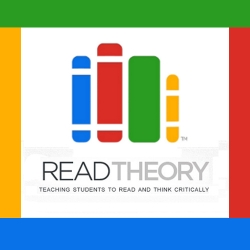 TM
READTHEORY
TEACHING STUDENTS TO READ AND THINK CRITICALLY